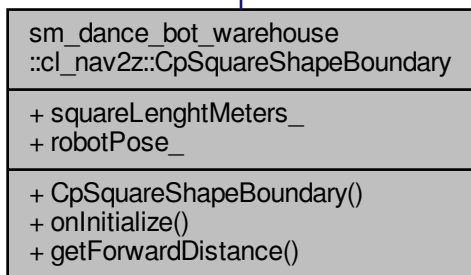 sm_dance_bot_warehouse
::cl_nav2z::CpSquareShapeBoundary
+ squareLenghtMeters_
+ robotPose_
+ CpSquareShapeBoundary()
+ onInitialize()
+ getForwardDistance()